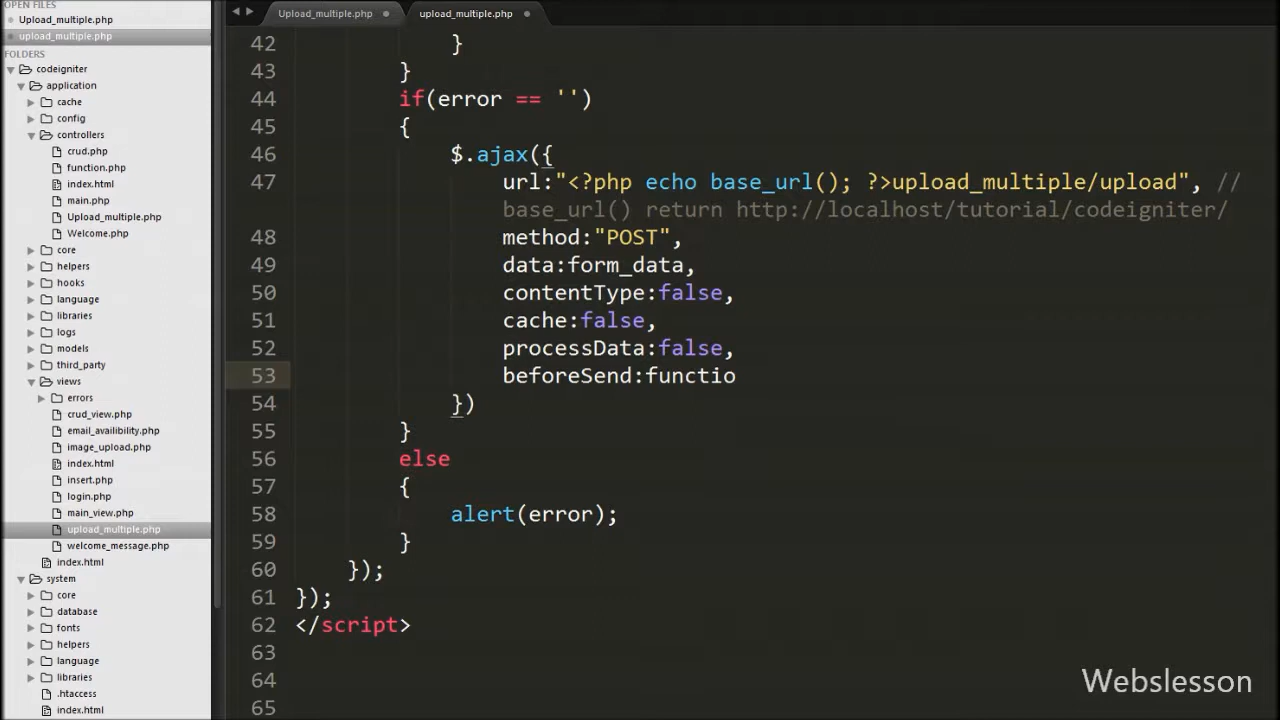 OPEN FILES
Upload_multiple.php
upload_multiple.php
FOLDERS
codeigniter
application
cache
config
controllers
crud.php
function.php
index.html
main.php
Upload_multiple.php
Welcome.php
core
helpers
hooks
language
libraries
logs
models
third_party
views
errors
crud_view.php
email_availibility.php
image_upload.php
index.html
insert.php
login.php
main_view.php
upload_multiple.php
welcome_message.php
index.html
system
core
database
fonts
helpers
language
libraries
.htaccess
index.html
Upload_multiple.php
upload_multiple.php
42 }
43 }
44 if(error == '')
45 {
46 $.ajax({
47 url:"<?php echo base_url(); ?>upload_multiple/upload", //
base_url() return http://localhost/tutorial/codeigniter/
48 method:"POST",
49 data:form_data,
50 contentType:false,
51 cache:false,
52 processData:false,
53 beforeSend:functio
54 })
55 }
56 else
57 {
58 alert(error);
59 }
60 });
61 });
62 </script>
63
64
65
Webslesson